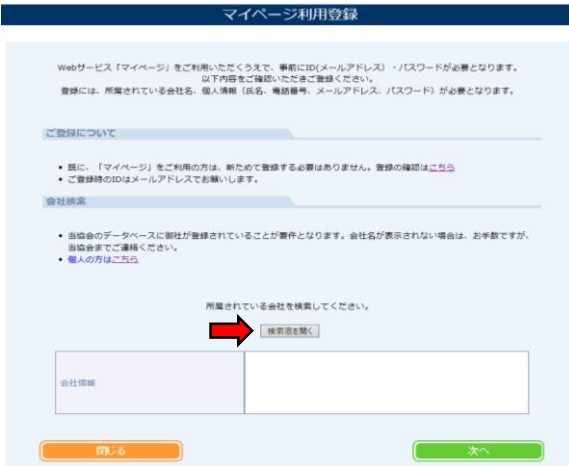 マイページ利用登録
Webサービス「マイページ」をご利用いただくうえで、事前にID(メールアドレス）・パスワードが必要となります。
以下内容をご確認いただきご登録ください。
登録には、所属されている会社名、個人情報（氏名、電話番号、メールアドレス、パスワード）が必要となります。
ご登録について
• 既に、「マイページ」をご利用の方は、新ためて登録する必要はありません。登録の確認はこちら
• ご登録時のIDはメールアドレスでお願いします。
会社検索
• 当協会のデータベースに御社が登録されていることが要件となります。会社名が表示されない場合は、お手数ですが、
当協会までご連絡ください。
• 個人の方はこちら
所属されている会社を検索してください。
検索窓を開く
会社情報
閉じる
次へ